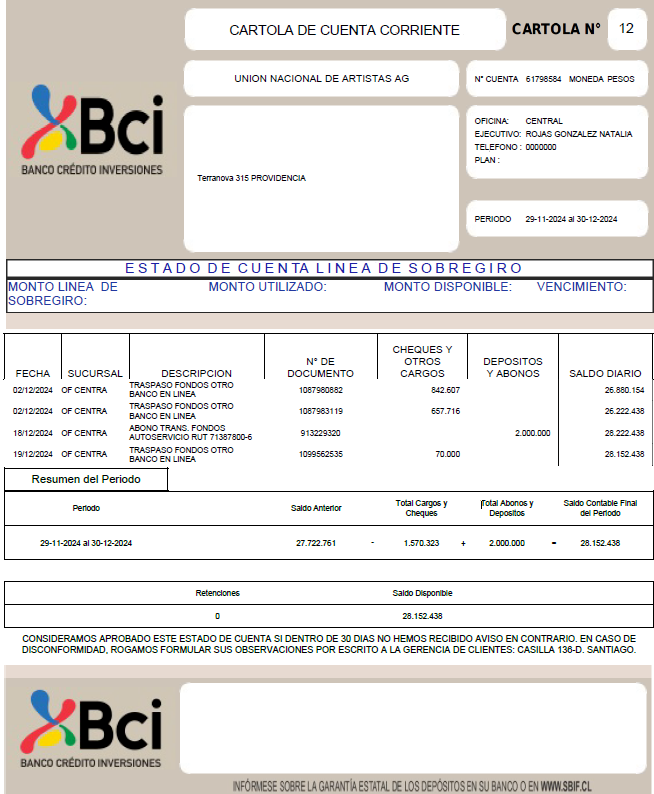 CARTOLA DE CUENTA CORRIENTE
CARTOLA N° 12
Bci
BANCO CRÉDITO INVERSIONES
UNION NACIONAL DE ARTISTAS AG
N° CUENTA 61798584 MONEDA PESOS
Terranova 315 PROVIDENCIA
OFICINA: CENTRAL
EJECUTIVO: ROJAS GONZALEZ NATALIA
TELEFONO : 0000000
PLAN :
PERIODO 29-11-2024 al 30-12-2024
ESTADO DE CUENTA LINEA DE SOBREGIRO
MONTO LINEA DE SOBREGIRO: MONTO UTILIZADO: MONTO DISPONIBLE: VENCIMIENTO:
FECHA SUCURSAL DESCRIPCION N° DE DOCUMENTO CHEQUES Y OTROS CARGOS DEPOSITOS Y ABONOS SALDO DIARIO
02/12/2024 OF CENTRA TRASPASO FONDOS OTRO BANCO EN LINEA 1087980882 842.607 26.880.154
02/12/2024 OF CENTRA TRASPASO FONDOS OTRO BANCO EN LINEA 1087983119 657.716 26.222.438
18/12/2024 OF CENTRA ABONO TRANS. FONDOS AUTOSERVICIO RUT 71387800-6 913229320 2.000.000 28.222.438
19/12/2024 OF CENTRA TRASPASO FONDOS OTRO BANCO EN LINEA 1099562535 70.000 28.152.438
Resumen del Periodo
Periodo Saldo Anterior Total Cargos y Cheques Total Abonos y Depositos Saldo Contable Final del Periodo
29-11-2024 al 30-12-2024 27.722.761 - 1.570.323 + 2.000.000 = 28.152.438
Retenciones Saldo Disponible
0 28.152.438
CONSIDERAMOS APROBADO ESTE ESTADO DE CUENTA SI DENTRO DE 30 DIAS NO HEMOS RECIBIDO AVISO EN CONTRARIO. EN CASO DE
DISCONFORMIDAD, ROGAMOS FORMULAR SUS OBSERVACIONES POR ESCRITO A LA GERENCIA DE CLIENTES: CASILLA 136-D. SANTIAGO.
Bci
BANCO CRÉDITO INVERSIONES
INFÓRMESE SOBRE LA GARANTÍA ESTATAL DE LOS DEPÓSITOS EN SU BANCO O EN WWW.SBIF.CL